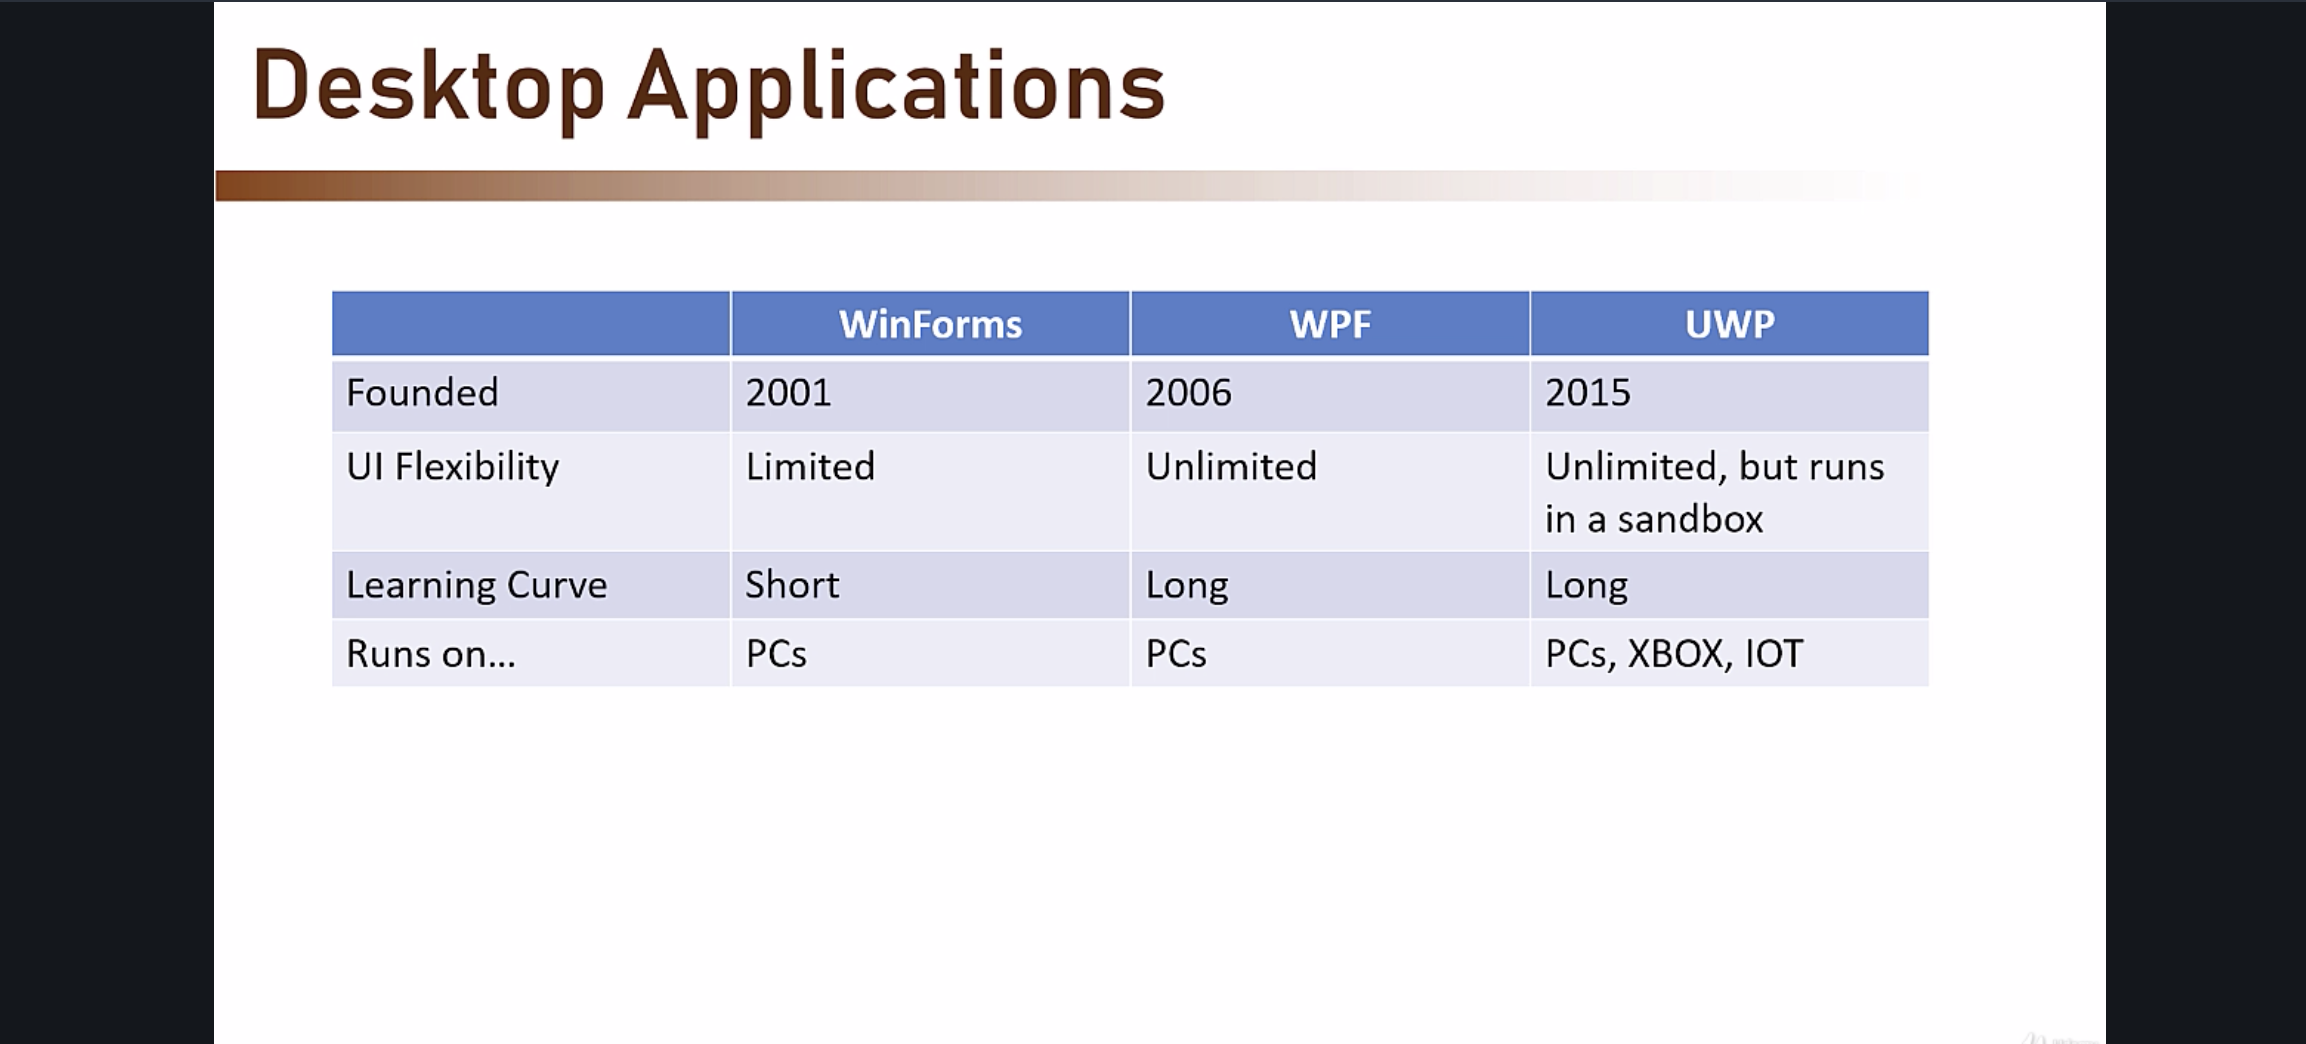 Desktop Applications
WinForms WPF UWP
Founded 2001 2006 2015
UI Flexibility Limited Unlimited Unlimited, but runs
in a sandbox
Learning Curve Short Long Long
Runs on... PCs PCs PCs, XBOX, IOT